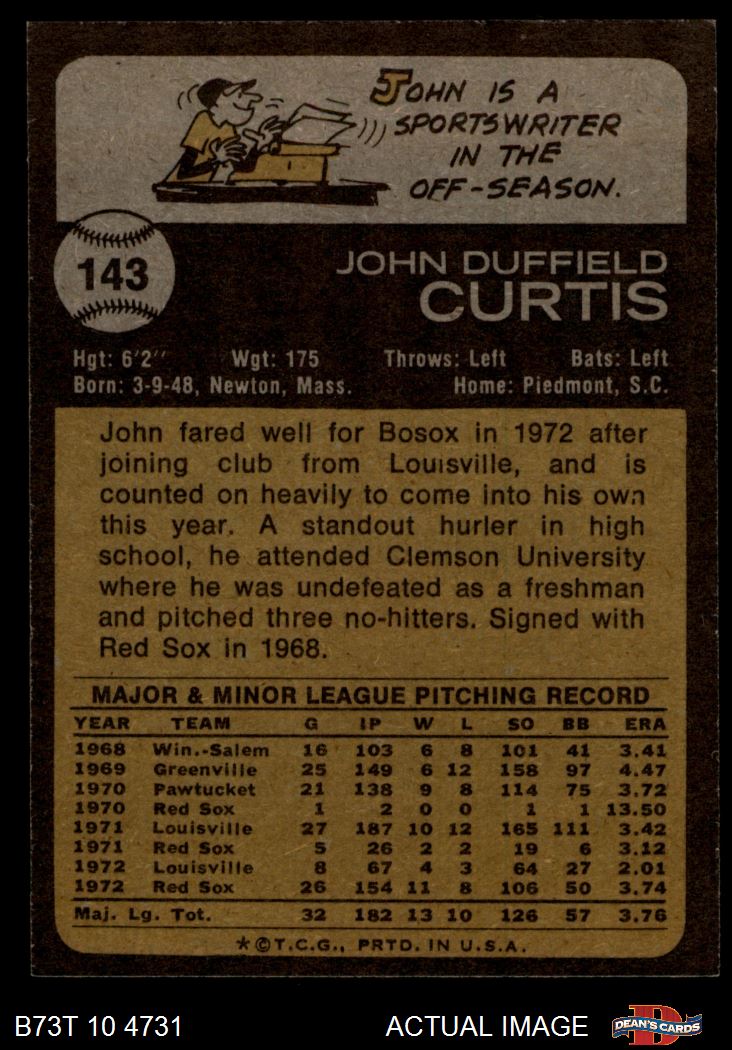 JOHN IS A
SPORTSWRITER
IN THE
OFF-SEASON.
143
JOHN DUFFIELD
CURTIS
Hgt: 6'2" Wgt: 175 Throws: Left Bats: Left
Born: 3-9-48, Newton, Mass. Home: Piedmont, S.C.
John fared well for Bosox in 1972 after
joining club from Louisville, and is
counted on heavily to come into his own
this year. A standout hurler in high
school, he attended Clemson University
where he was undefeated as a freshman
and pitched three no-hitters. Signed with
Red Sox in 1968.
MAJOR & MINOR LEAGUE PITCHING RECORD
YEAR TEAM G IP W L SO BB ERA
1968 Win.-Salem 16 103 6 8 101 41 3.41
1969 Greenville 25 149 6 12 158 97 4.47
1970 Pawtucket 21 138 9 8 114 75 3.72
1970 Red Sox 1 2 0 0 1 1 13.50
1971 Louisville 27 187 10 12 165 111 3.42
1971 Red Sox 5 26 2 2 19 6 3.12
1972 Louisville 8 67 4 3 64 27 2.01
1972 Red Sox 26 154 11 8 106 50 3.74
Maj. Lg. Tot. 32 182 13 10 126 57 3.76
*©T.C.G., PRTD. IN U.S.A.
B73T 10 4731 ACTUAL IMAGE D DEAN'S CARDS